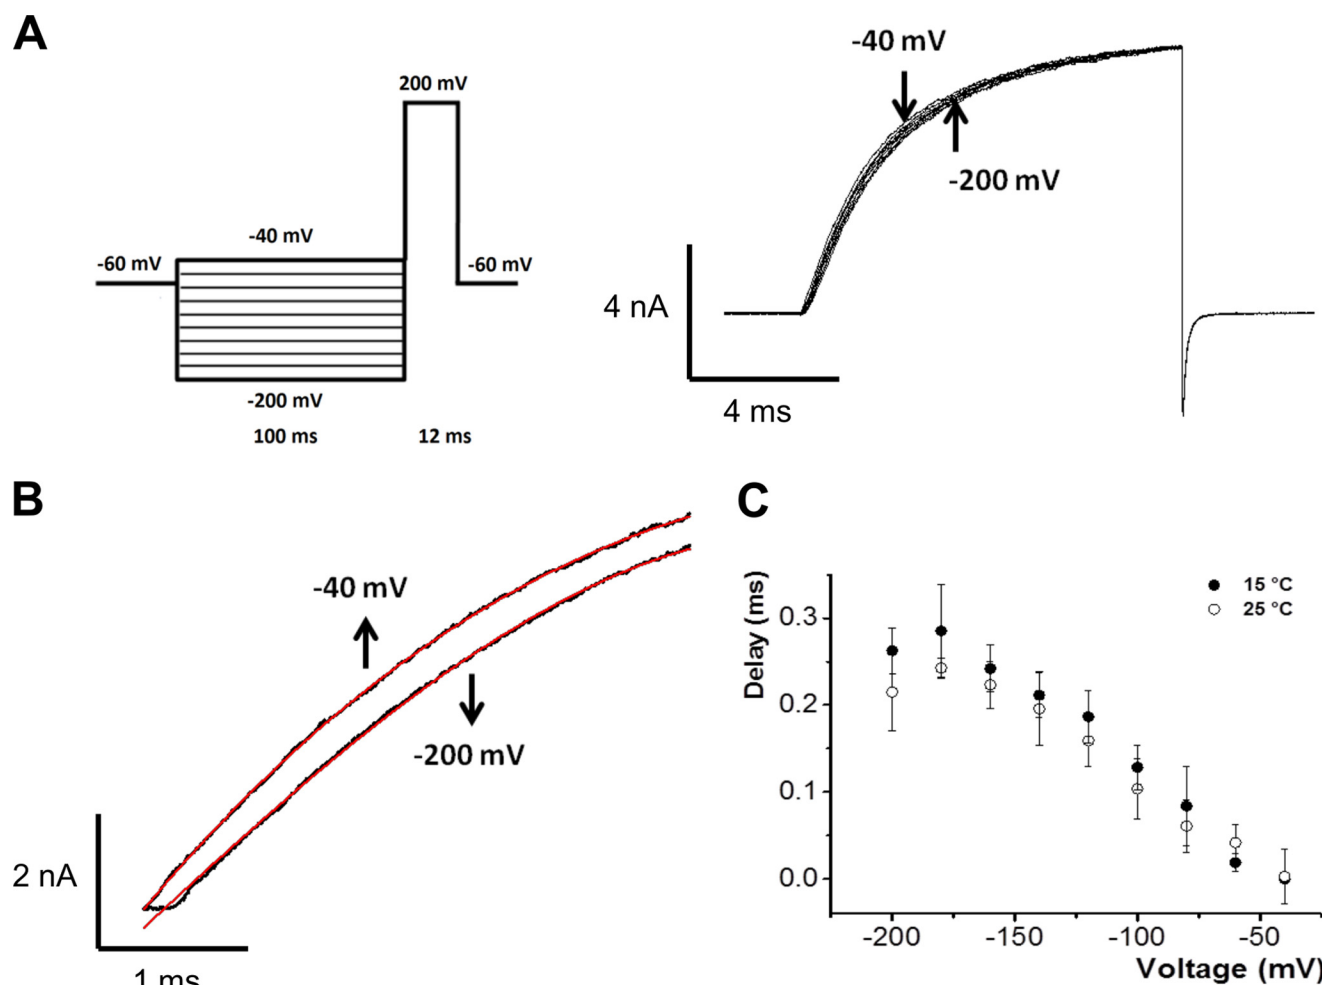 A
200 mV
-40 mV
-60 mV
-60 mV
-200 mV
100 ms
12 ms
-40 mV
-200 mV
4 nA
4 ms
B
-40 mV
-200 mV
2 nA
1 ms
C
Delay (ms)
0.3
0.2
0.1
0.0
15 °C
25 °C
-200
-150
-100
-50
Voltage (mV)